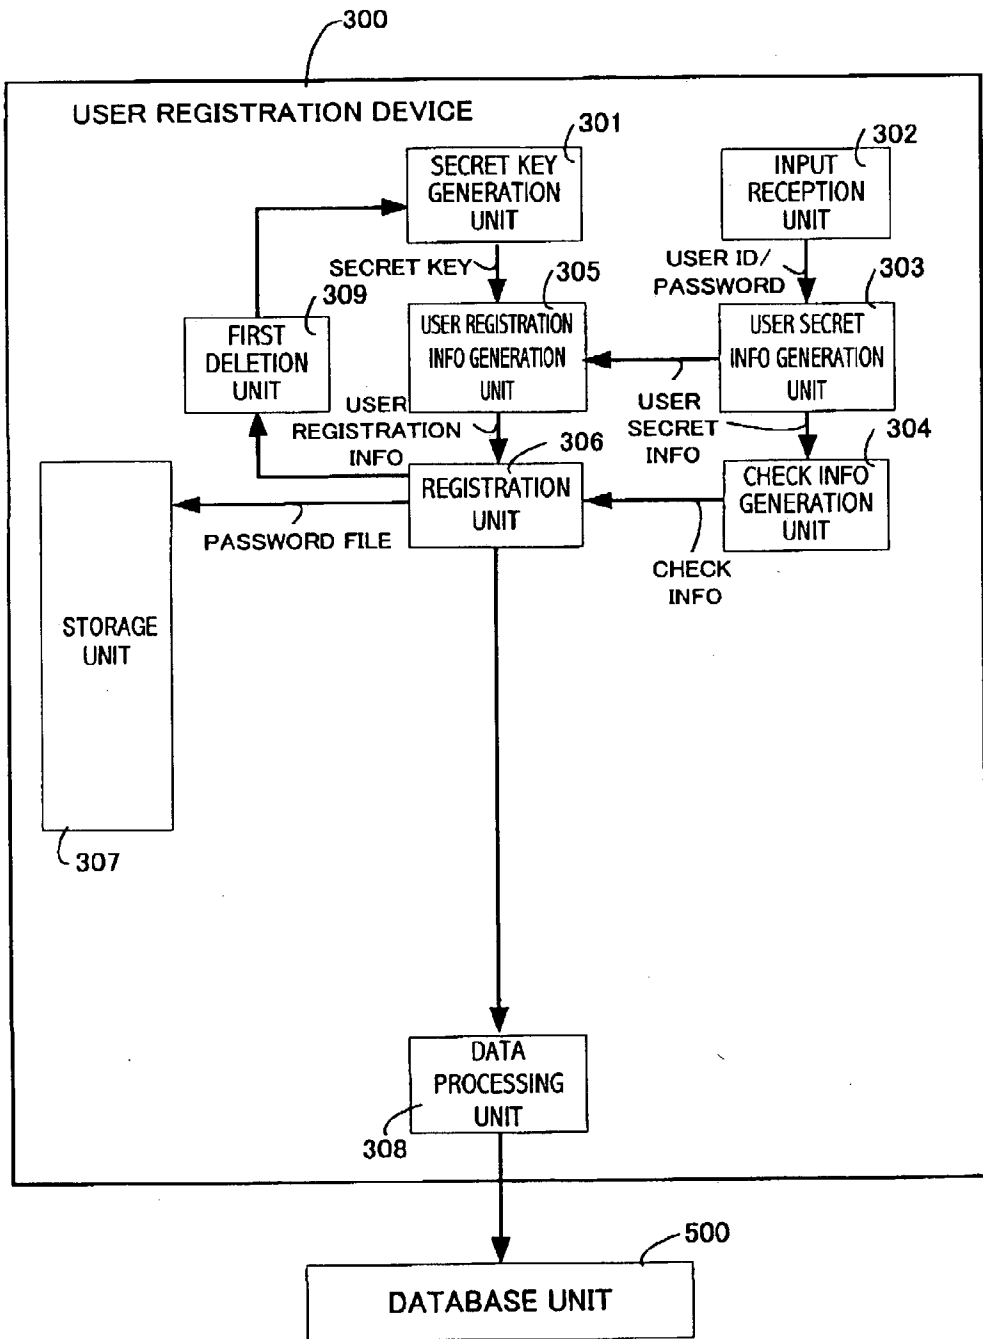 300
USER REGISTRATION DEVICE
301
SECRET KEY
GENERATION
UNIT
302
INPUT
RECEPTION
UNIT
SECRET KEY
USER ID/
PASSWORD
309
FIRST
DELETION
UNIT
305
USER REGISTRATION
INFO GENERATION
UNIT
303
USER SECRET
INFO GENERATION
UNIT
USER
REGISTRATION
INFO
USER
SECRET
INFO
306
REGISTRATION
UNIT
304
CHECK INFO
GENERATION
UNIT
PASSWORD FILE
CHECK
INFO
STORAGE
UNIT
307
DATA
PROCESSING
UNIT
308
500
DATABASE UNIT